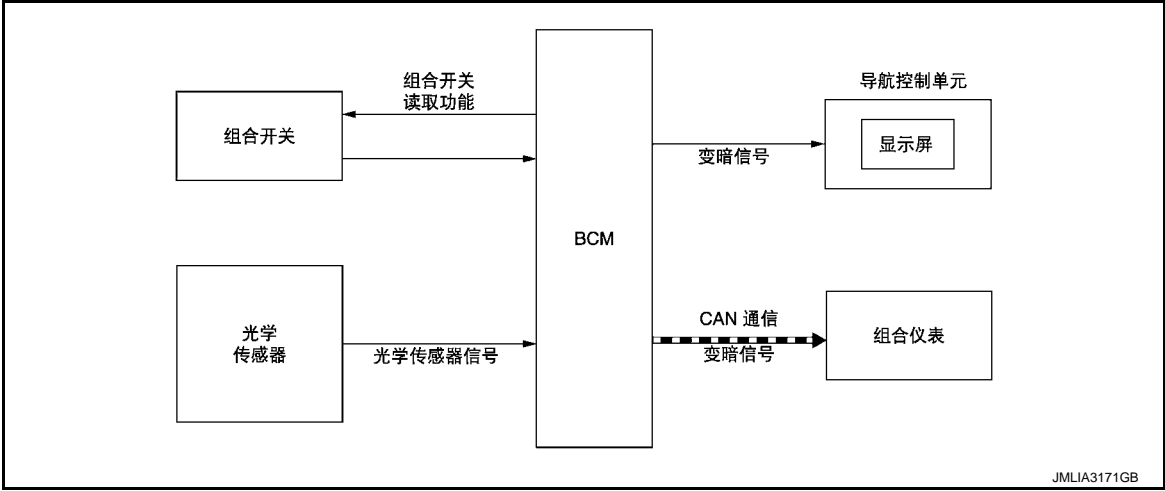 组合开关
读取功能
组合开关
导航控制单元
显示屏
变暗信号
BCM
光学
传感器
光学传感器信号
CAN 通信
变暗信号
组合仪表
JMLIA3171GB